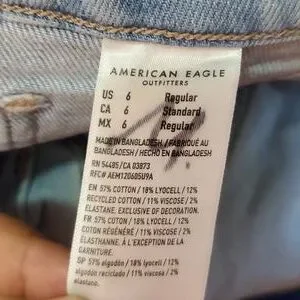 AMERICAN EAGLE
OUTFITTERS
US 6 Regular
CA 6 Standard
MX 6 Regular
MADE IN BANGLADESH / FABRIQUÉ AU
BANGLADESH / HECHO EN BANGLADESH
RN 54485 / CA 03873
RFC# AEM120605U9A
EN 57% COTTON / 18% LYOCELL / 12%
RECYCLED COTTON / 11% VISCOSE / 2%
ELASTANE. EXCLUSIVE OF DECORATION.
FR 57% COTON / 18% LYOCELL / 12%
COTON RÉGÉNÉRÉ / 11% VISCOSE / 2%
ÉLASTHANNE. À L'EXCEPTION DE LA
GARNITURE.
SP 57% algodón / 18% lyocell / 12%
algodón reciclado / 11% viscosa / 2%
elastano.